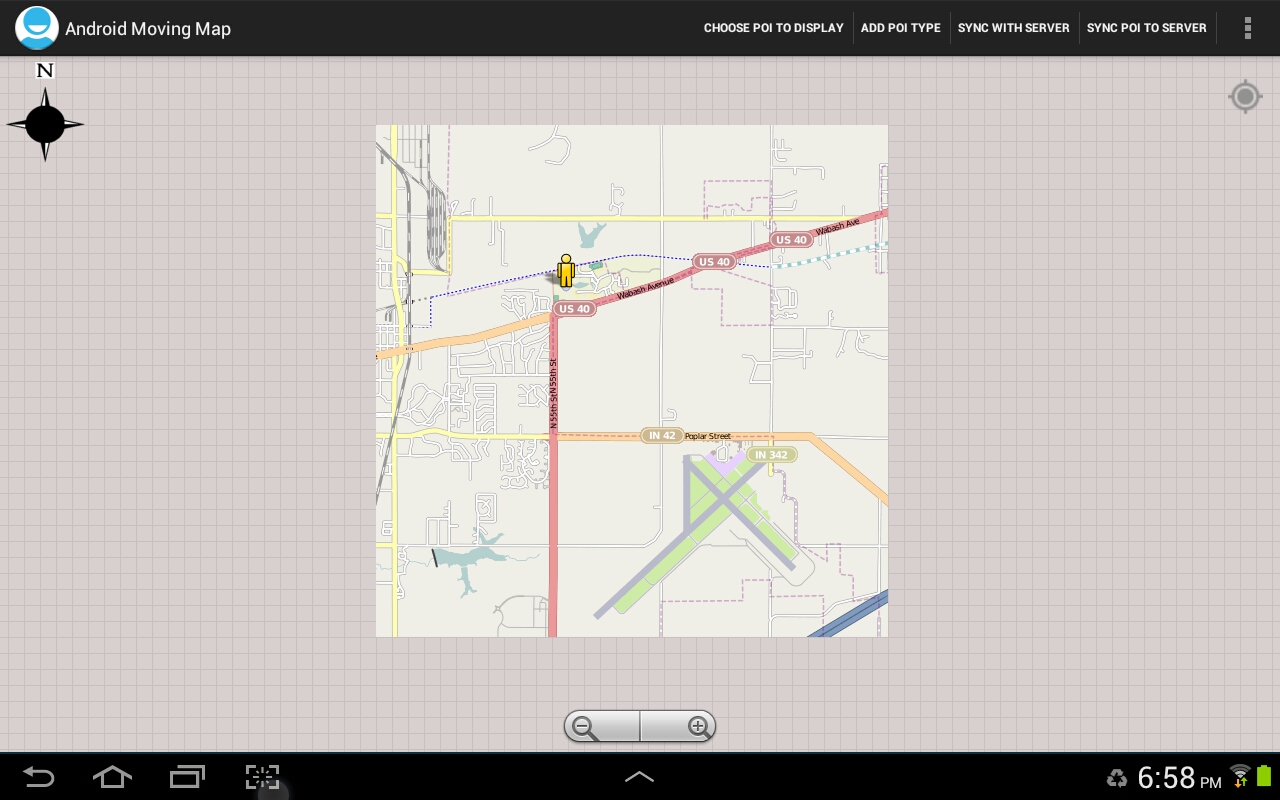 Android Moving Map
CHOOSE POI TO DISPLAY
ADD POI TYPE
SYNC WITH SERVER
SYNC POI TO SERVER
N
Wabash Ave
US 40
US 40
Wabash Avenue
US 40
N 55th St
N 55th St
IN 42
Poplar Street
IN 342
6:58 PM